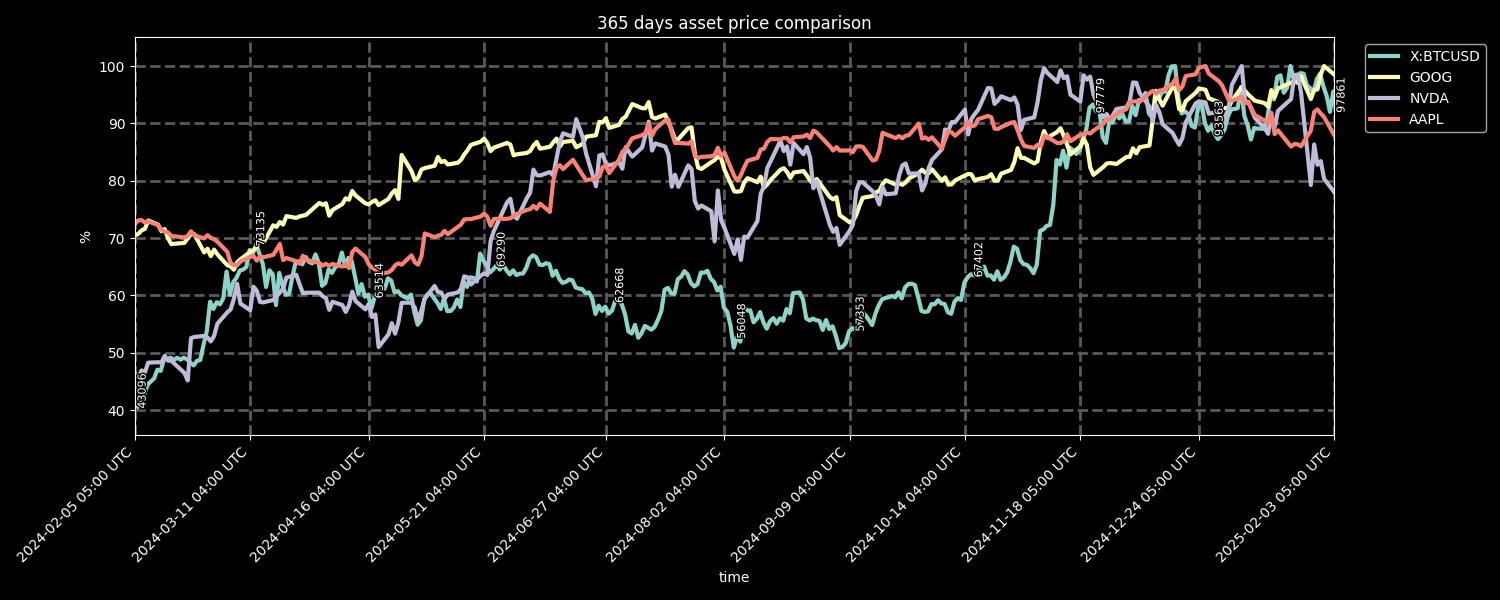 365 days asset price comparison
X:BTCUSD
GOOG
NVDA
AAPL
%
100
90
80
70
60
50
40
43096
73135
63514
69290
62668
56048
57353
67402
97779
93563
97861
2024-02-05 05:00 UTC
2024-03-11 04:00 UTC
2024-04-16 04:00 UTC
2024-05-21 04:00 UTC
2024-06-27 04:00 UTC
2024-08-02 04:00 UTC
2024-09-09 04:00 UTC
2024-10-14 04:00 UTC
2024-11-18 05:00 UTC
2024-12-24 05:00 UTC
2025-02-03 05:00 UTC
time